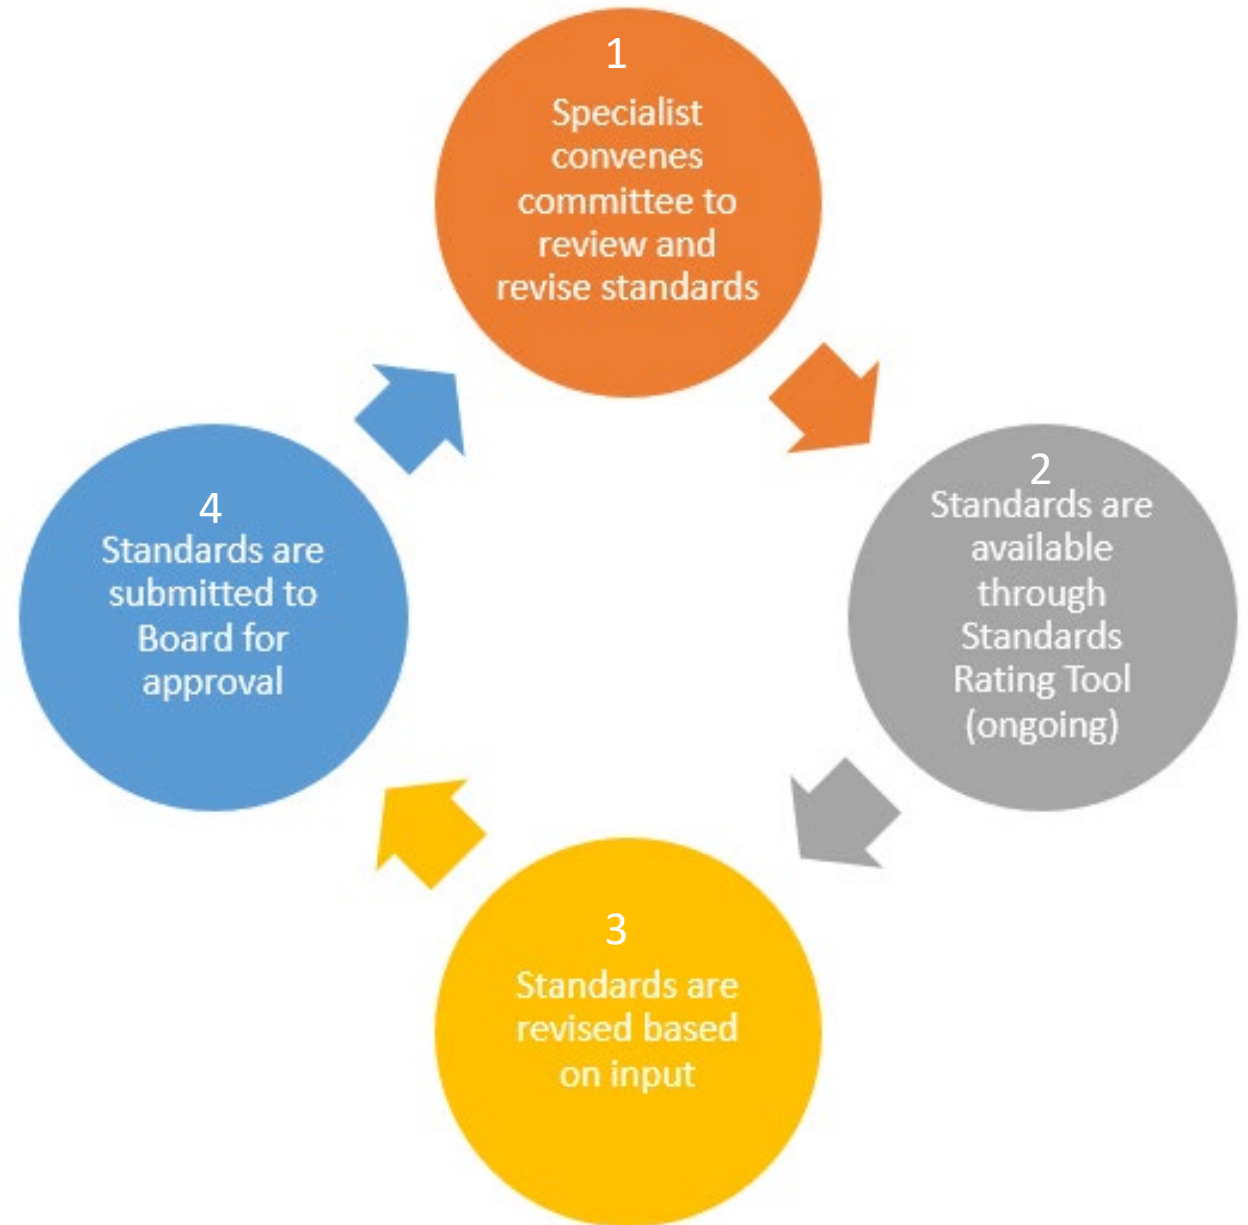 1
Specialist
convenes
committee to
review and
revise standards
2
Standards are
available
through
Standards
Rating Tool
(ongoing)
3
Standards are
revised based
on input
4
Standards are
submitted to
Board for
approval